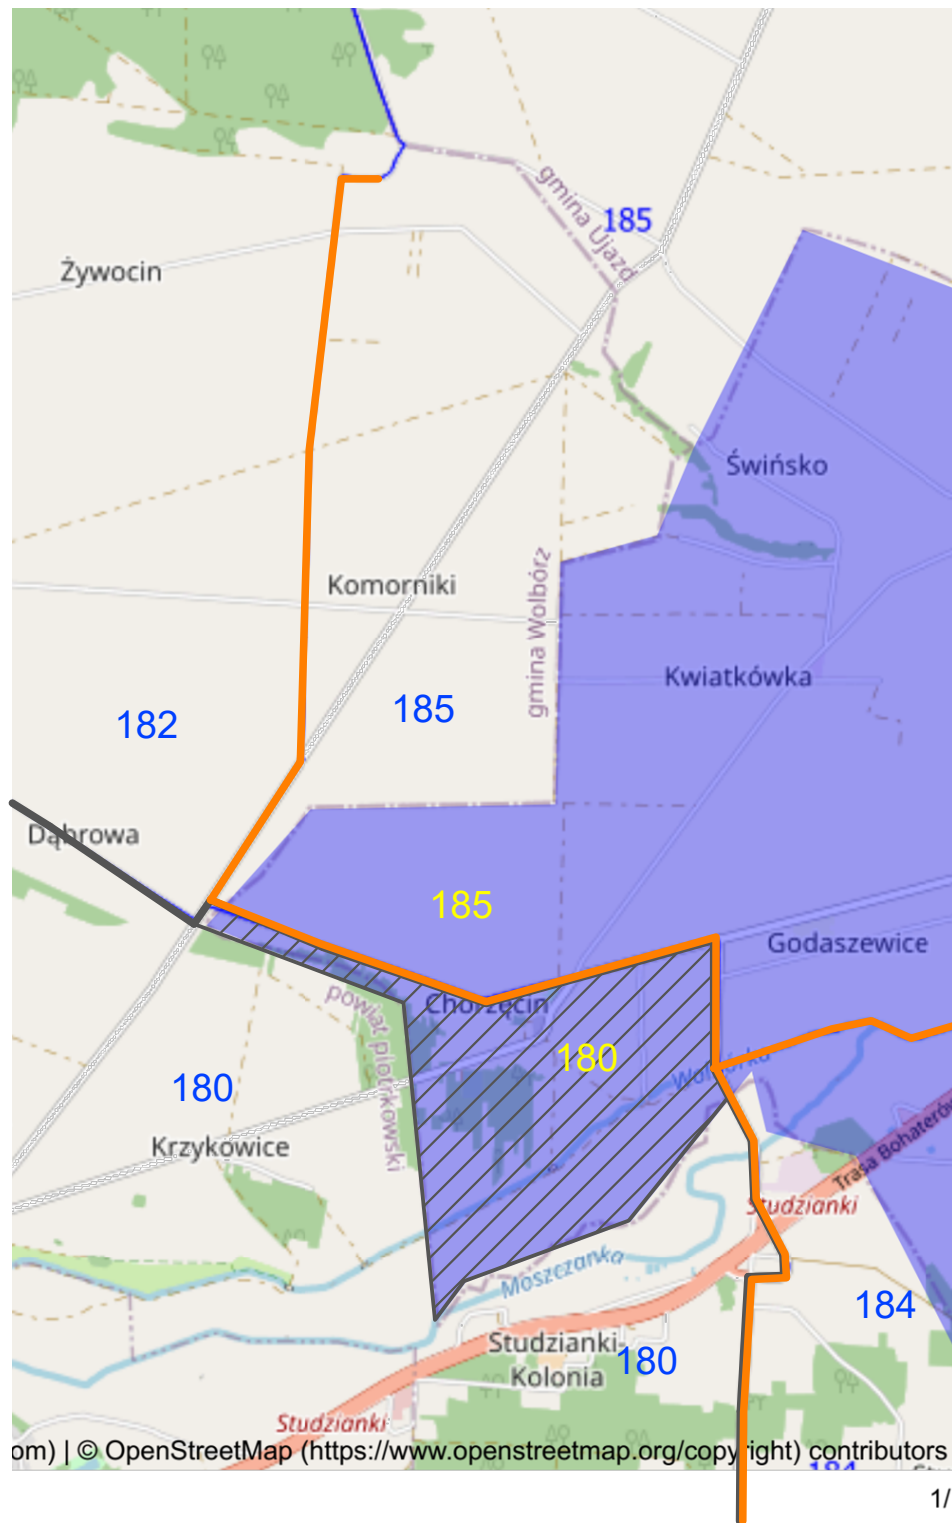 gmina Ujazd
185
Żywocin
Świńsko
Komorniki
gmina Wolbórz
Kwiatkówka
182
185
Dąbrowa
185
Godaszewice
powiat piotrkowski
Chorzęcin
180
Wolbórka
180
Krzykowice
Trasa Bohaterów
Studzianki
Moszczanka
184
Studzianki-
Kolonia
180
Studzianki
om) | © OpenStreetMap (https://www.openstreetmap.org/copyright) contributors
184
1/